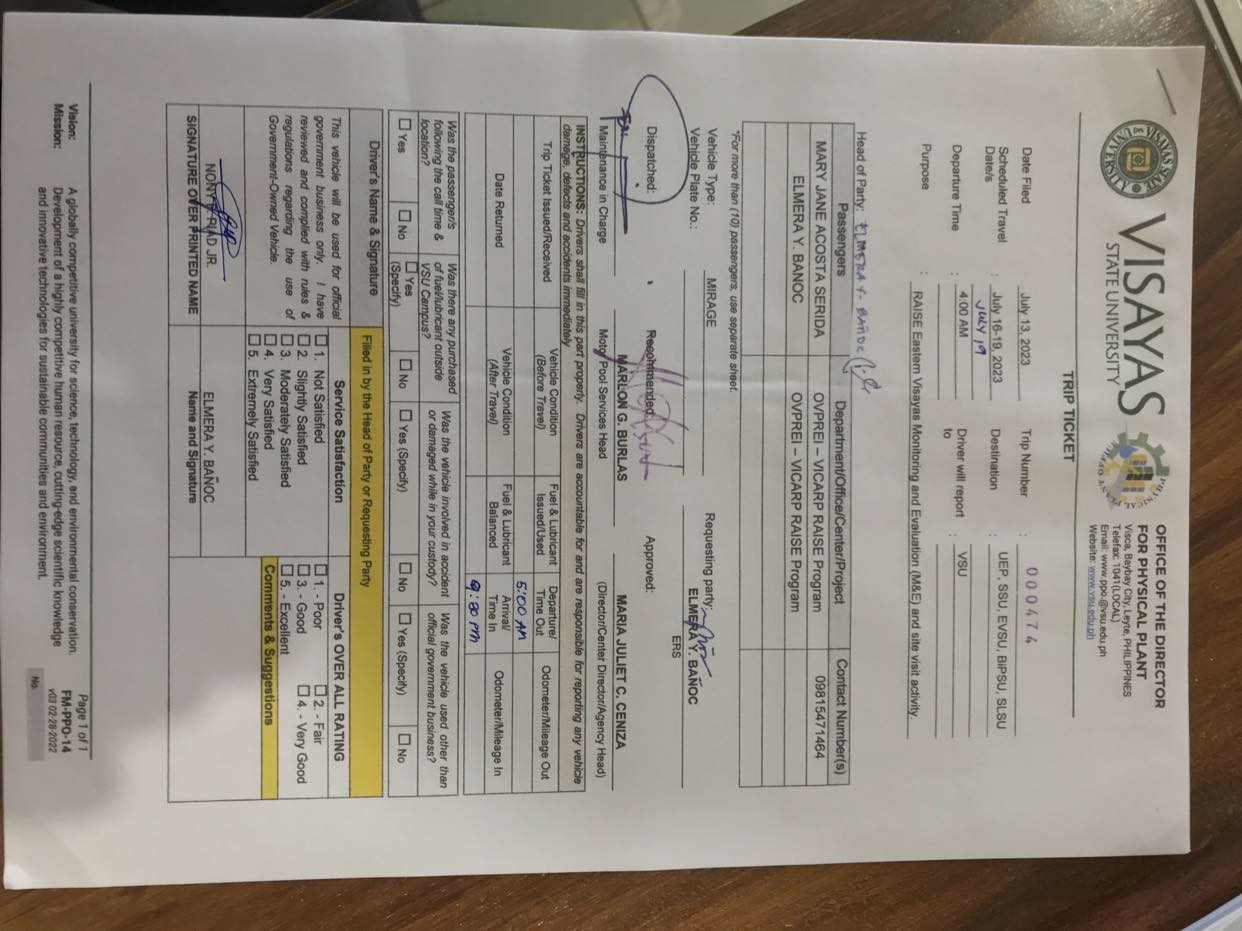 VISAYAS
STATE UNIVERSITY
OFFICE OF THE DIRECTOR
FOR PHYSICAL PLANT
Visca, Baybay City, Leyte, PHILIPPINES
Telefax: 1041(LOCAL)
Email: www.ppo.@vsu.edu.ph
Website: www.vsu.edu.ph
TRIP TICKET
Date Filed : July 13, 2023 Trip Number : 000474
Scheduled Travel Date/s : July 16-19, 2023 Destination : UEP, SSU, EVSU, BIPSU, SLSU
July 19
Departure Time : 4:00 AM Driver will report to : VSU
Purpose : RAISE Eastern Visayas Monitoring and Evaluation (M&E) and site visit activity.
Head of Party: ELMERA Y. BAÑOC
Passengers Department/Office/Center/Project Contact Number(s)
MARY JANE ACOSTA SERIDA OVPREI – VICARP RAISE Program 09815471464
ELMERA Y. BANOC OVPREI – VICARP RAISE Program
*For more than (10) passengers, use separate sheet.
Vehicle Type: MIRAGE Requesting party:
Vehicle Plate No.: ELMERA Y. BAÑOC
ERS
Dispatched: Recommended: Approved:
MARLON G. BURLAS MARIA JULIET C. CENIZA
Maintenance in Charge Motor Pool Services Head (Director/Center Director/Agency Head)
INSTRUCTIONS: Drivers shall fill in this part properly. Drivers are accountable for and are responsible for reporting any vehicle
damage, defects and accidents immediately
Trip Ticket Issued/Received Vehicle Condition (Before Travel) Fuel & Lubricant Issued/Used Departure/ Time Out Odometer/Mileage Out
5:00 AM
Date Returned Vehicle Condition (After Travel) Fuel & Lubricant Balanced Arrival/ Time In Odometer/Mileage In
9:30 PM
Was the passenger's following the call time & location? Was there any purchased of fuel/lubricant outside VSU Campus? Was the vehicle involved in accident or damaged while in your custody? Was the vehicle used other than official government business?
☐ Yes ☐ No ☐ Yes (Specify) ☐ No ☐ Yes (Specify) ☐ No ☐ Yes (Specify) ☐ No
Driver's Name & Signature Filled in by the Head of Party or Requesting Party
This vehicle will be used for official
government business only. I have
reviewed and complied with rules &
regulations regarding the use of
Government-Owned Vehicle.
Service Satisfaction
☐ 1. Not Satisfied
☐ 2. Slightly Satisfied
☐ 3. Moderately Satisfied
☐ 4. Very Satisfied
☐ 5. Extremely Satisfied
Driver's OVER ALL RATING
☐ 1. - Poor ☐ 2. - Fair
☐ 3. - Good ☐ 4. - Very Good
☐ 5. - Excellent
Comments & Suggestions
RIAD JR. ELMERA Y. BAÑOC
SIGNATURE OVER PRINTED NAME Name and Signature
Vision: A globally competitive university for science, technology, and environmental conservation.
Mission: Development of a highly competitive human resource, cutting-edge scientific knowledge
and innovative technologies for sustainable communities and environment.
Page 1 of 1
FM-PPO-14
v03 02-28-2022
No.